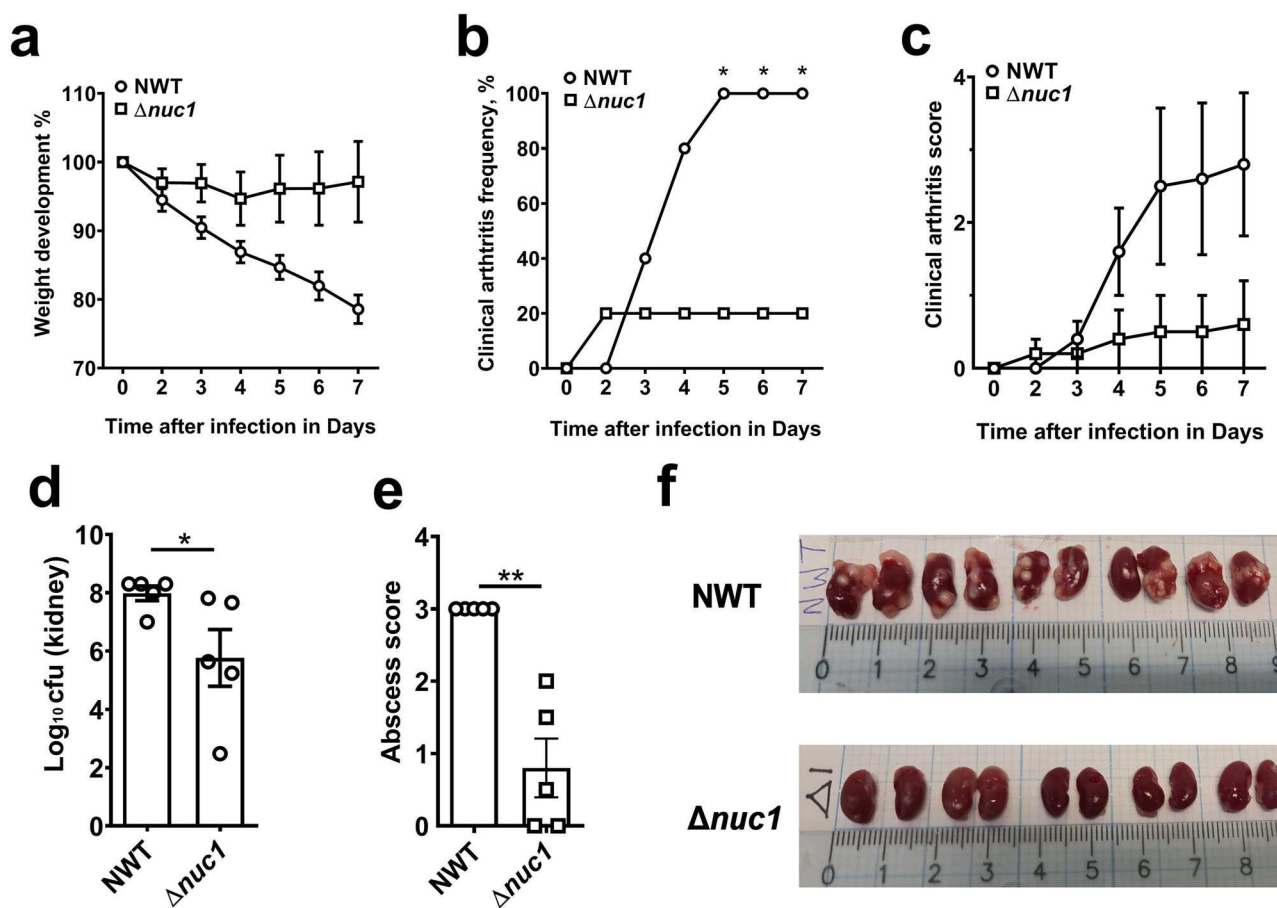 a
NWT
Δnuc1
110
100
90
80
70
Weight development %
0 2 3 4 5 6 7
Time after infection in Days
b
NWT
Δnuc1
* * *
100
80
60
40
20
0
Clinical arthtritis frequency, %
0 2 3 4 5 6 7
Time after infection in Days
c
NWT
Δnuc1
4
2
0
Clinical arthritis score
0 2 3 4 5 6 7
Time after infection in Days
d
*
10
8
6
4
2
0
Log₁₀ cfu (kidney)
NWT
Δnuc1
e
**
4
3
2
1
0
Abscess score
NWT
Δnuc1
f
NWT
NWT
0 1 2 3 4 5 6 7 8 9
Δnuc1
Δ1
0 1 2 3 4 5 6 7 8